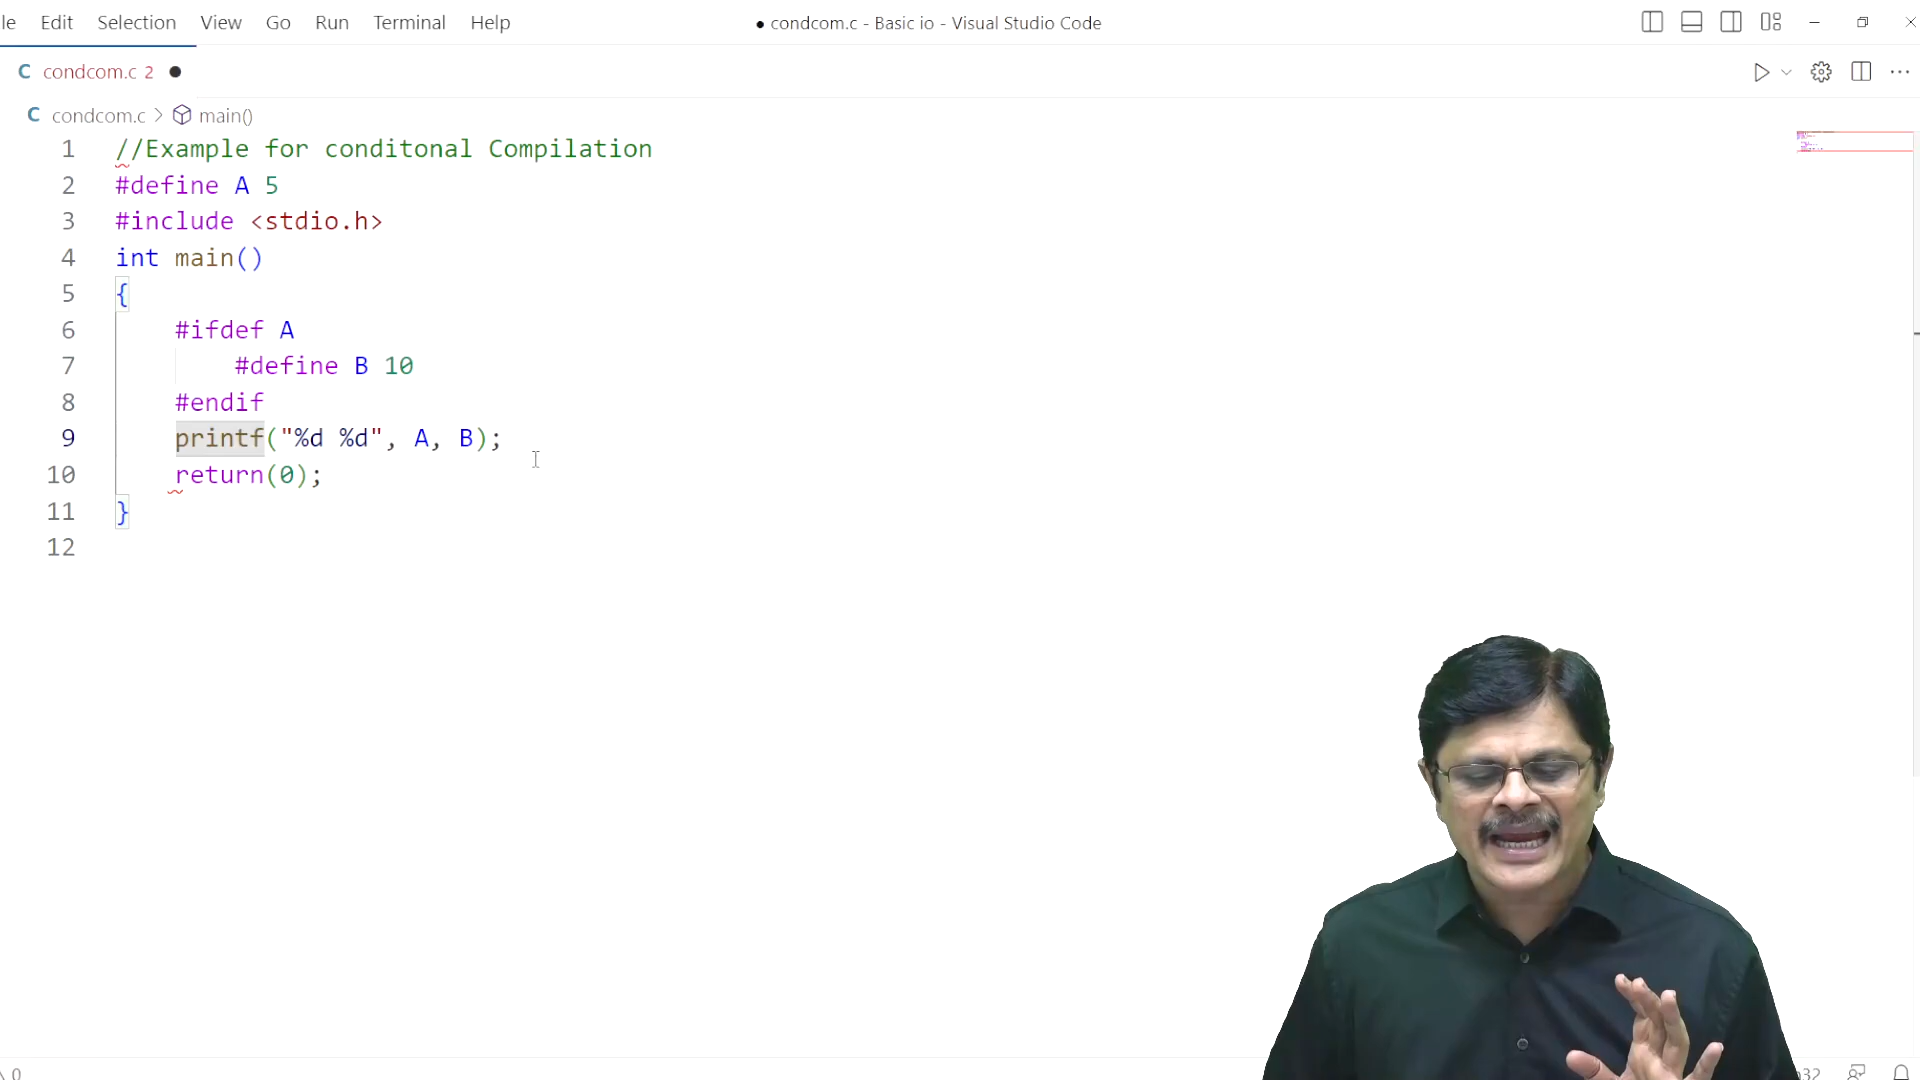 le Edit Selection View Go Run Terminal Help ● condcom.c - Basic io - Visual Studio Code
C condcom.c 2 ●
C condcom.c > main()
1 //Example for conditonal Compilation
2 #define A 5
3 #include <stdio.h>
4 int main()
5 {
6 #ifdef A
7 #define B 10
8 #endif
9 printf("%d %d", A, B);
10 return(0);
11 }
12
0